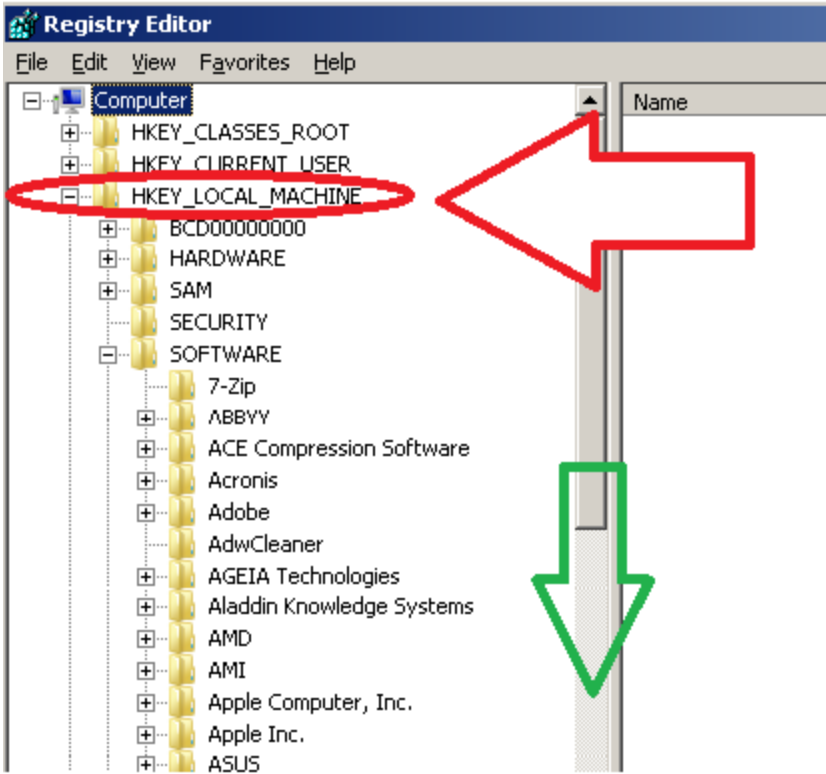 Registry Editor
File Edit View Favorites Help
Computer
Name
HKEY_CLASSES_ROOT
HKEY_CURRENT_USER
HKEY_LOCAL_MACHINE
BCD00000000
HARDWARE
SAM
SECURITY
SOFTWARE
7-Zip
ABBYY
ACE Compression Software
Acronis
Adobe
AdwCleaner
AGEIA Technologies
Aladdin Knowledge Systems
AMD
AMI
Apple Computer, Inc.
Apple Inc.
ASUS